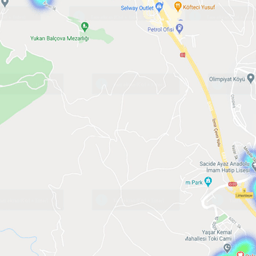 Selway Outlet
Köfteci Yusuf
Petrol Ofisi
Yukarı Balçova Mezarlığı
Olimpiyat Köyü
Sacide Ayaz Anadolu
İmam Hatip Lisesi
m Park
Yaşar Kemal
Mahallesi Toki Camii